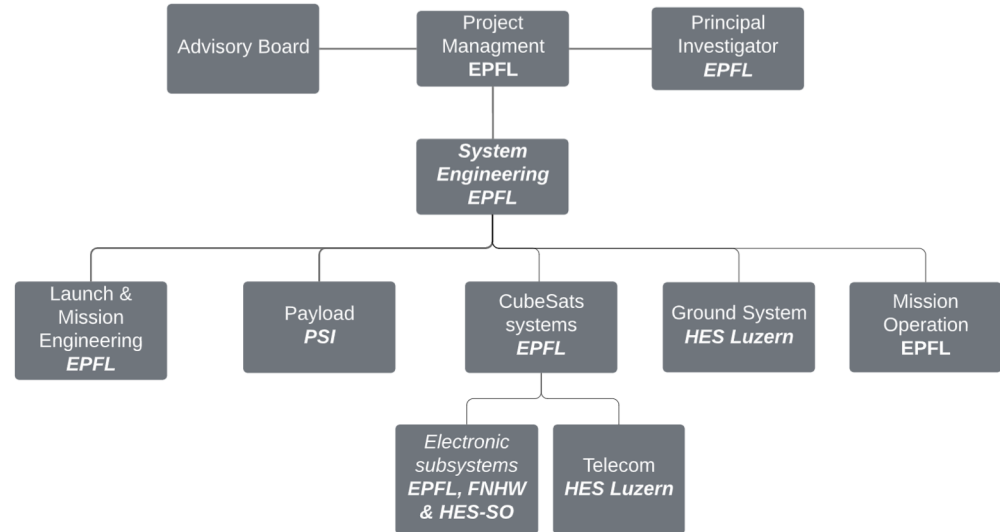 Advisory Board
Project
Managment
EPFL
Principal
Investigator
EPFL
System
Engineering
EPFL
Launch &
Mission
Engineering
EPFL
Payload
PSI
CubeSats
systems
EPFL
Ground System
HES Luzern
Mission
Operation
EPFL
Electronic
subsystems
EPFL, FNHW
& HES-SO
Telecom
HES Luzern